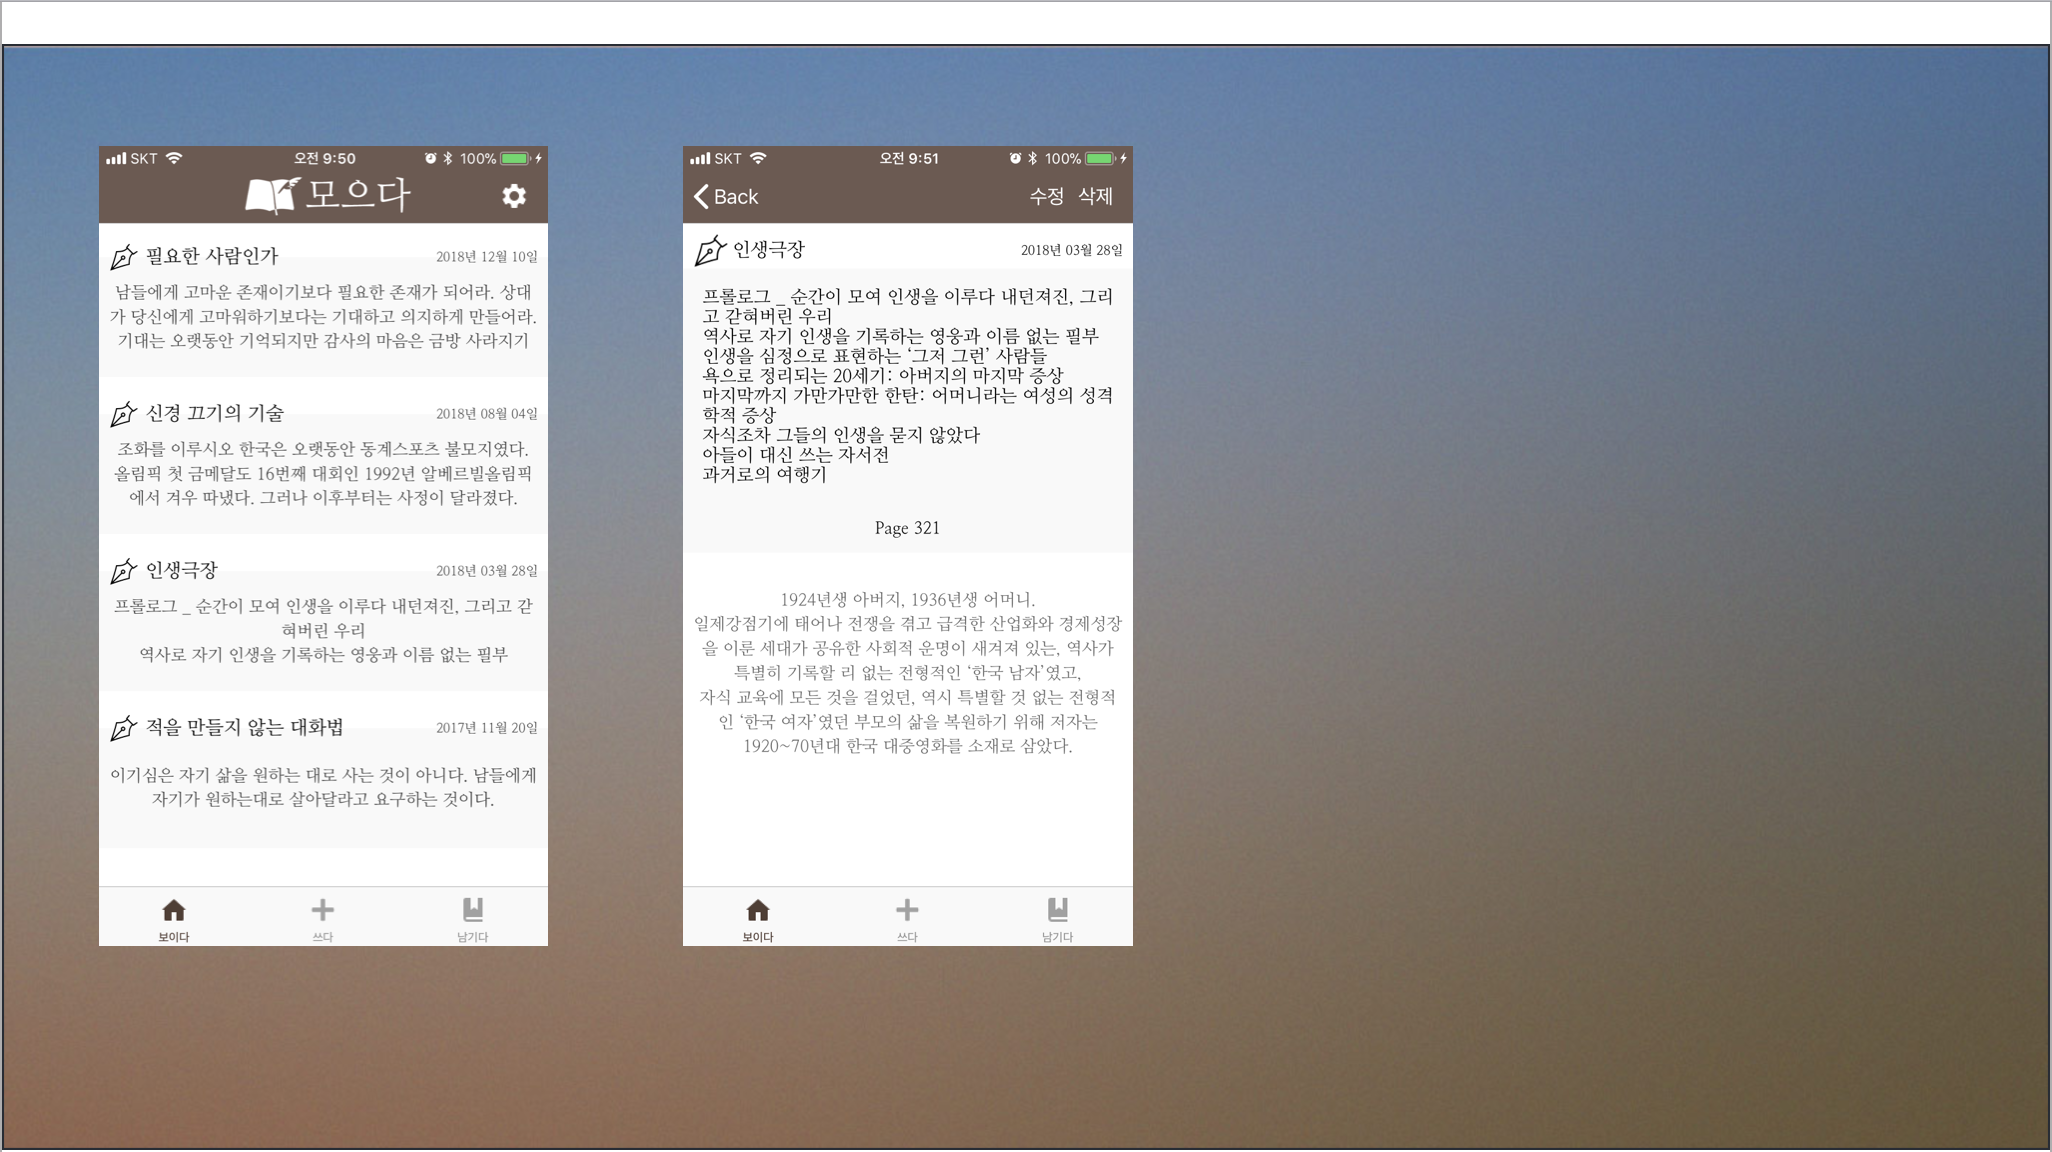 SKT 오전 9:50 100%
모으다
필요한 사람인가 2018년 12월 10일
남들에게 고마운 존재이기보다 필요한 존재가 되어라. 상대
가 당신에게 고마워하기보다는 기대하고 의지하게 만들어라.
기대는 오랫동안 기억되지만 감사의 마음은 금방 사라지기
신경 끄기의 기술 2018년 08월 04일
조화를 이루시오 한국은 오랫동안 동계스포츠 불모지였다.
올림픽 첫 금메달도 16번째 대회인 1992년 알베르빌올림픽
에서 겨우 따냈다. 그러나 이후부터는 사정이 달라졌다.
인생극장 2018년 03월 28일
프롤로그 _ 순간이 모여 인생을 이루다 내던져진, 그리고 갇
혀버린 우리
역사로 자기 인생을 기록하는 영웅과 이름 없는 필부
적을 만들지 않는 대화법 2017년 11월 20일
이기심은 자기 삶을 원하는 대로 사는 것이 아니다. 남들에게
자기가 원하는대로 살아달라고 요구하는 것이다.
보이다 쓰다 남기다
SKT 오전 9:51 100%
Back 수정 삭제
인생극장 2018년 03월 28일
프롤로그 _ 순간이 모여 인생을 이루다 내던져진, 그리
고 갇혀버린 우리
역사로 자기 인생을 기록하는 영웅과 이름 없는 필부
인생을 심정으로 표현하는 ‘그저 그런’ 사람들
욕으로 정리되는 20세기: 아버지의 마지막 증상
마지막까지 가만가만한 한탄: 어머니라는 여성의 성격
학적 증상
자식조차 그들의 인생을 묻지 않았다
아들이 대신 쓰는 자서전
과거로의 여행기
Page 321
1924년생 아버지, 1936년생 어머니.
일제강점기에 태어나 전쟁을 겪고 급격한 산업화와 경제성장
을 이룬 세대가 공유한 사회적 운명이 새겨져 있는, 역사가
특별히 기록할 리 없는 전형적인 ‘한국 남자’였고,
자식 교육에 모든 것을 걸었던, 역시 특별할 것 없는 전형적
인 ‘한국 여자’였던 부모의 삶을 복원하기 위해 저자는
1920~70년대 한국 대중영화를 소재로 삼았다.
보이다 쓰다 남기다